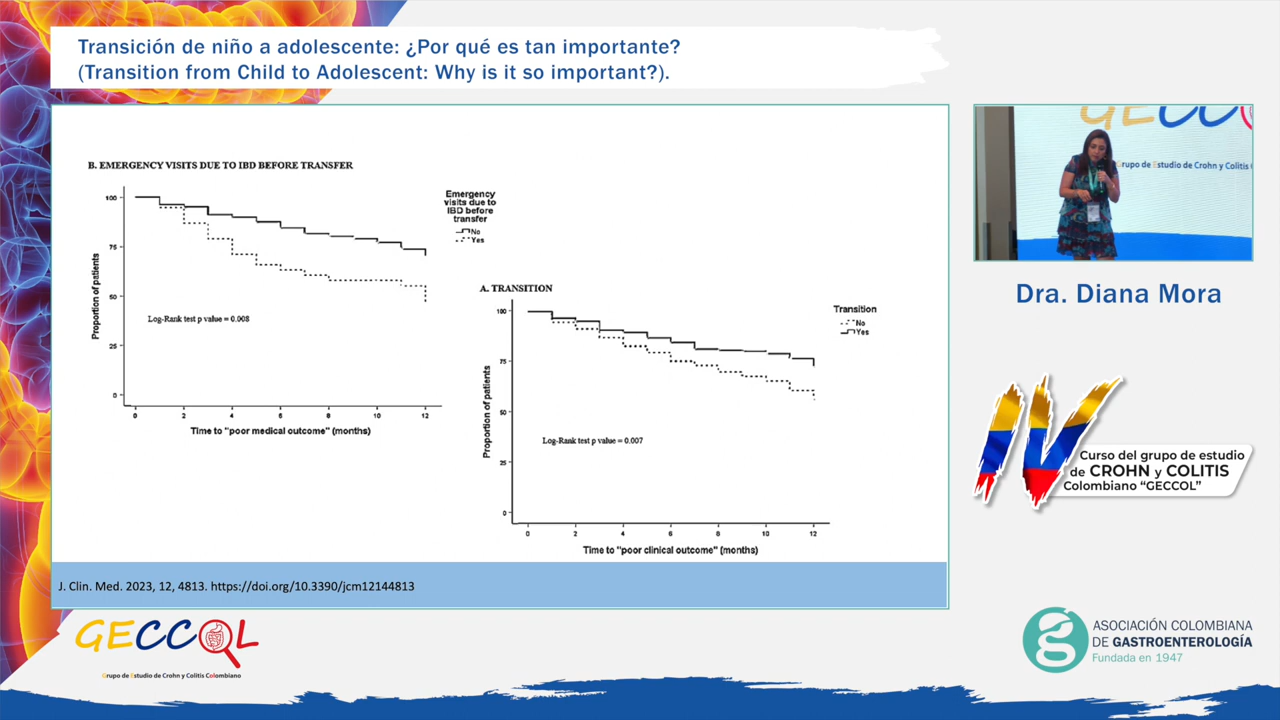 Transición de niño a adolescente: ¿Por qué es tan importante?
(Transition from Child to Adolescent: Why is it so important?).
B. EMERGENCY VISITS DUE TO IBD BEFORE TRANSFER
100
75
50
25
0
Proportion of patients
Log-Rank test p value = 0.008
0 2 4 6 8 10 12
Time to "poor medical outcome" (months)
Emergency
visits due to
IBD before
transfer
No
Yes
A. TRANSITION
100
75
50
25
0
Proportion of patients
Log-Rank test p value = 0.007
0 2 4 6 8 10 12
Time to "poor clinical outcome" (months)
Transition
No
Yes
J. Clin. Med. 2023, 12, 4813. https://doi.org/10.3390/jcm12144813
GECCOL
Grupo de Estudio de Crohn y Colitis Colombiano
GECCO
Grupo de Estudio de Crohn y Colitis C
Dra. Diana Mora
IV
Curso del grupo de estudio
de CROHN y COLITIS
Colombiano "GECCOL"
ASOCIACIÓN COLOMBIANA
DE GASTROENTEROLOGÍA
Fundada en 1947